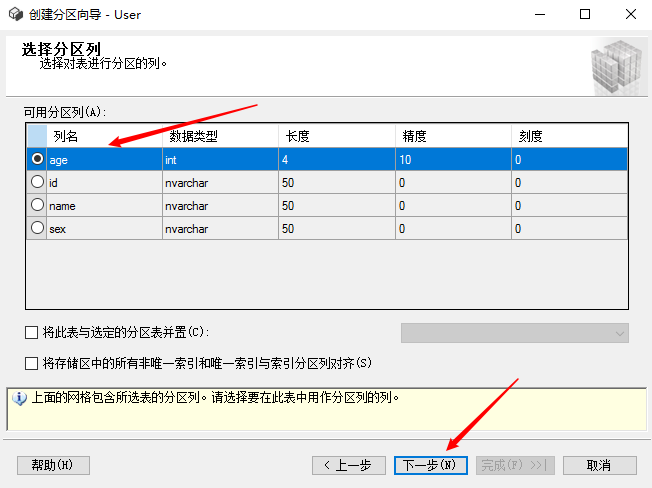 创建分区向导 - User
选择分区列
选择对表进行分区的列。
可用分区列(A):
列名 数据类型 长度 精度 刻度
age int 4 10 0
id nvarchar 50 0 0
name nvarchar 50 0 0
sex nvarchar 50 0 0
将此表与选定的分区表并置(C):
将存储区中的所有非唯一索引和唯一索引与索引分区列对齐(S)
上面的网格包含所选表的分区列。请选择要在此表中用作分区列的列。
帮助(H) < 上一步 下一步(N) 完成(F) >>| 取消